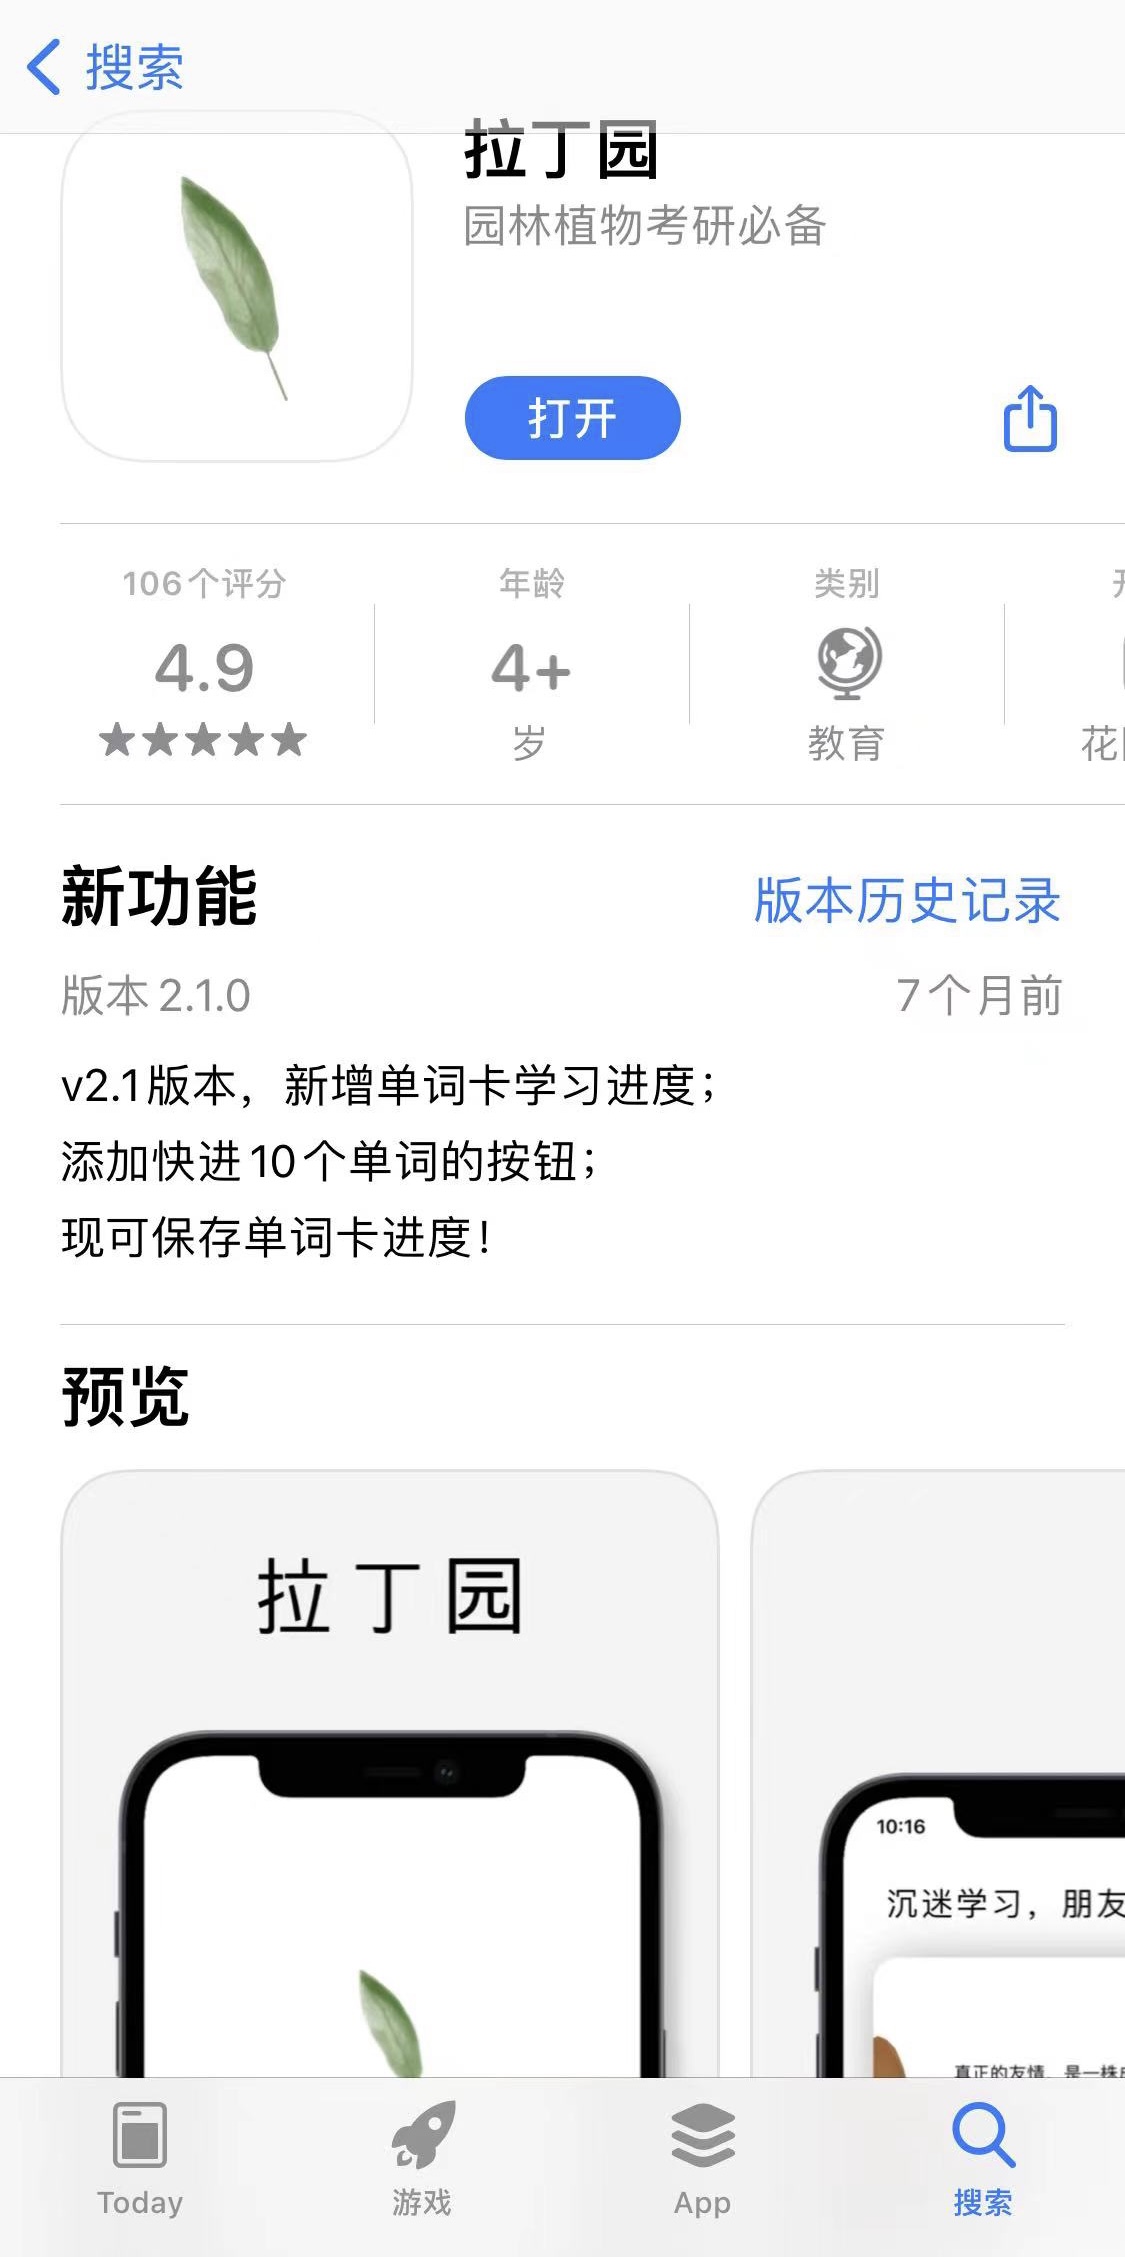 搜索
拉丁园
园林植物考研必备
打开
106个评分
年龄
类别
4.9
4+
岁
教育
新功能
版本历史记录
版本 2.1.0
7个月前
v2.1版本，新增单词卡学习进度；
添加快进10个单词的按钮；
现可保存单词卡进度！
预览
拉丁园
10:16
沉迷学习，朋友
真正的友情，是一株
Today
游戏
App
搜索